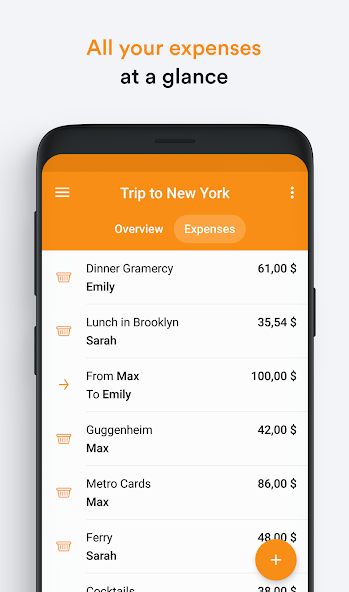 All your expenses
at a glance
Trip to New York
Overview
Expenses
Dinner Gramercy 61,00 $
Emily
Lunch in Brooklyn 35,54 $
Sarah
From Max 100,00 $
To Emily
Guggenheim 42,00 $
Max
Metro Cards 86,00 $
Max
Ferry 48,00 $
Sarah
Cocktails 38,00 $